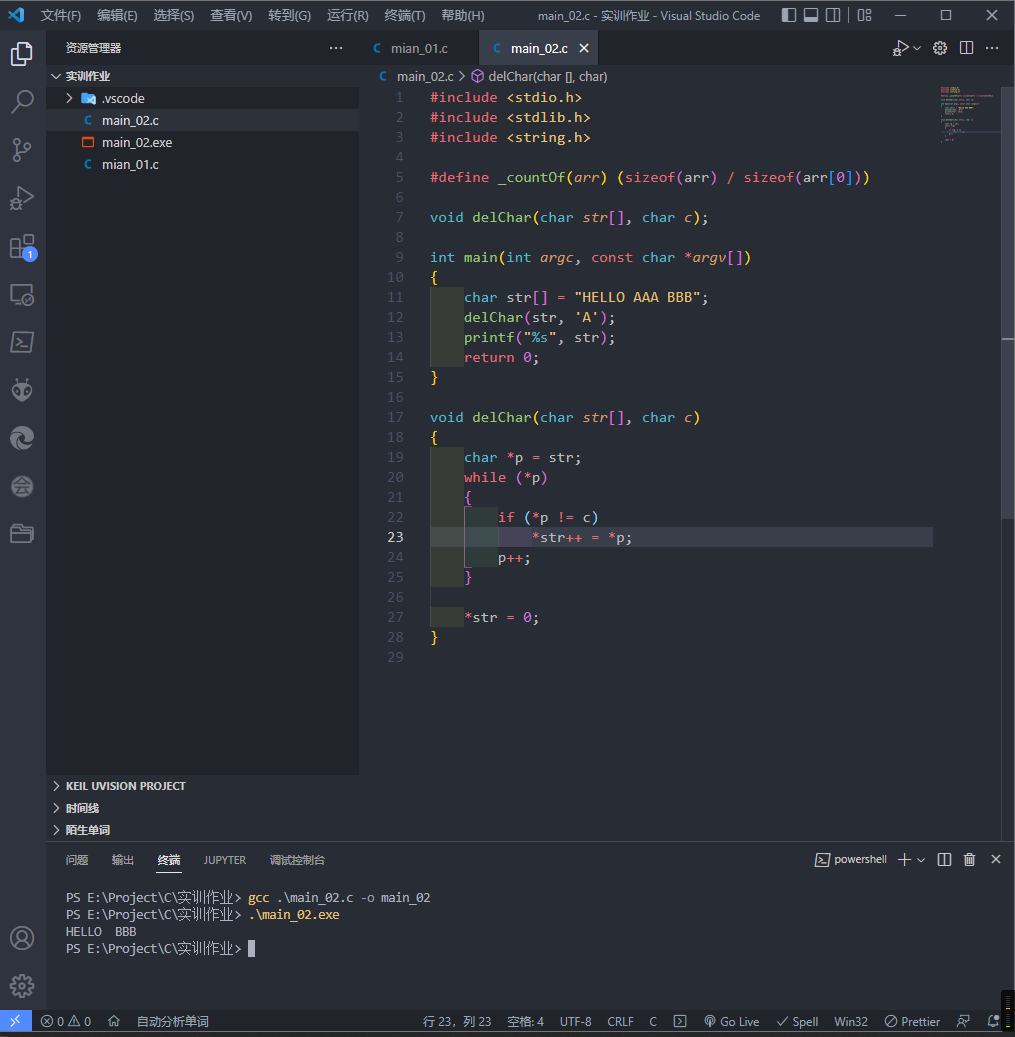 文件(F) 编辑(E) 选择(S) 查看(V) 转到(G) 运行(R) 终端(T) 帮助(H) main_02.c - 实训作业 - Visual Studio Code
资源管理器
实训作业
.vscode
C main_02.c
main_02.exe
C mian_01.c
KEIL UVISION PROJECT
时间线
陌生单词
C mian_01.c C main_02.c
C main_02.c > delChar(char [], char)
1 #include <stdio.h>
2 #include <stdlib.h>
3 #include <string.h>
4
5 #define _countOf(arr) (sizeof(arr) / sizeof(arr[0]))
6
7 void delChar(char str[], char c);
8
9 int main(int argc, const char *argv[])
10 {
11     char str[] = "HELLO AAA BBB";
12     delChar(str, 'A');
13     printf("%s", str);
14     return 0;
15 }
16
17 void delChar(char str[], char c)
18 {
19     char *p = str;
20     while (*p)
21     {
22         if (*p != c)
23             *str++ = *p;
24         p++;
25     }
26
27     *str = 0;
28 }
29
问题 输出 终端 JUPYTER 调试控制台 powershell
PS E:\Project\C\实训作业> gcc .\main_02.c -o main_02
PS E:\Project\C\实训作业> .\main_02.exe
HELLO  BBB
PS E:\Project\C\实训作业>
1
0 0 自动分析单词 行 23，列 23 空格: 4 UTF-8 CRLF C Go Live Spell Win32 Prettier